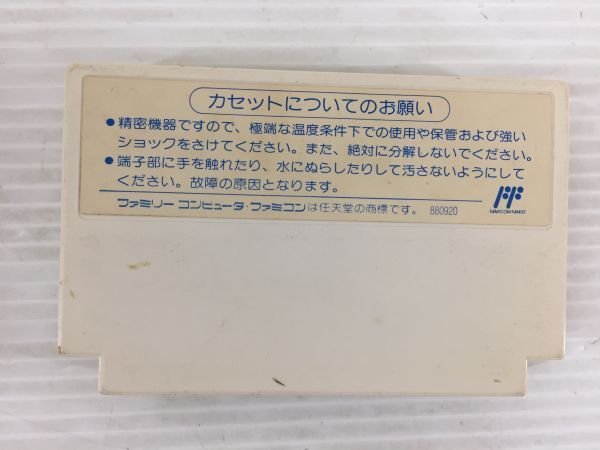 カセットについてのお願い
●精密機器ですので、極端な温度条件下での使用や保管および強い
ショックをさけてください。また、絶対に分解しないでください。
●端子部に手を触れたり、水にぬらしたりして汚さないようにして
ください。故障の原因となります。
ファミリー コンピュータ・ファミコンは任天堂の商標です。 880920
FAMICOM FAMILY